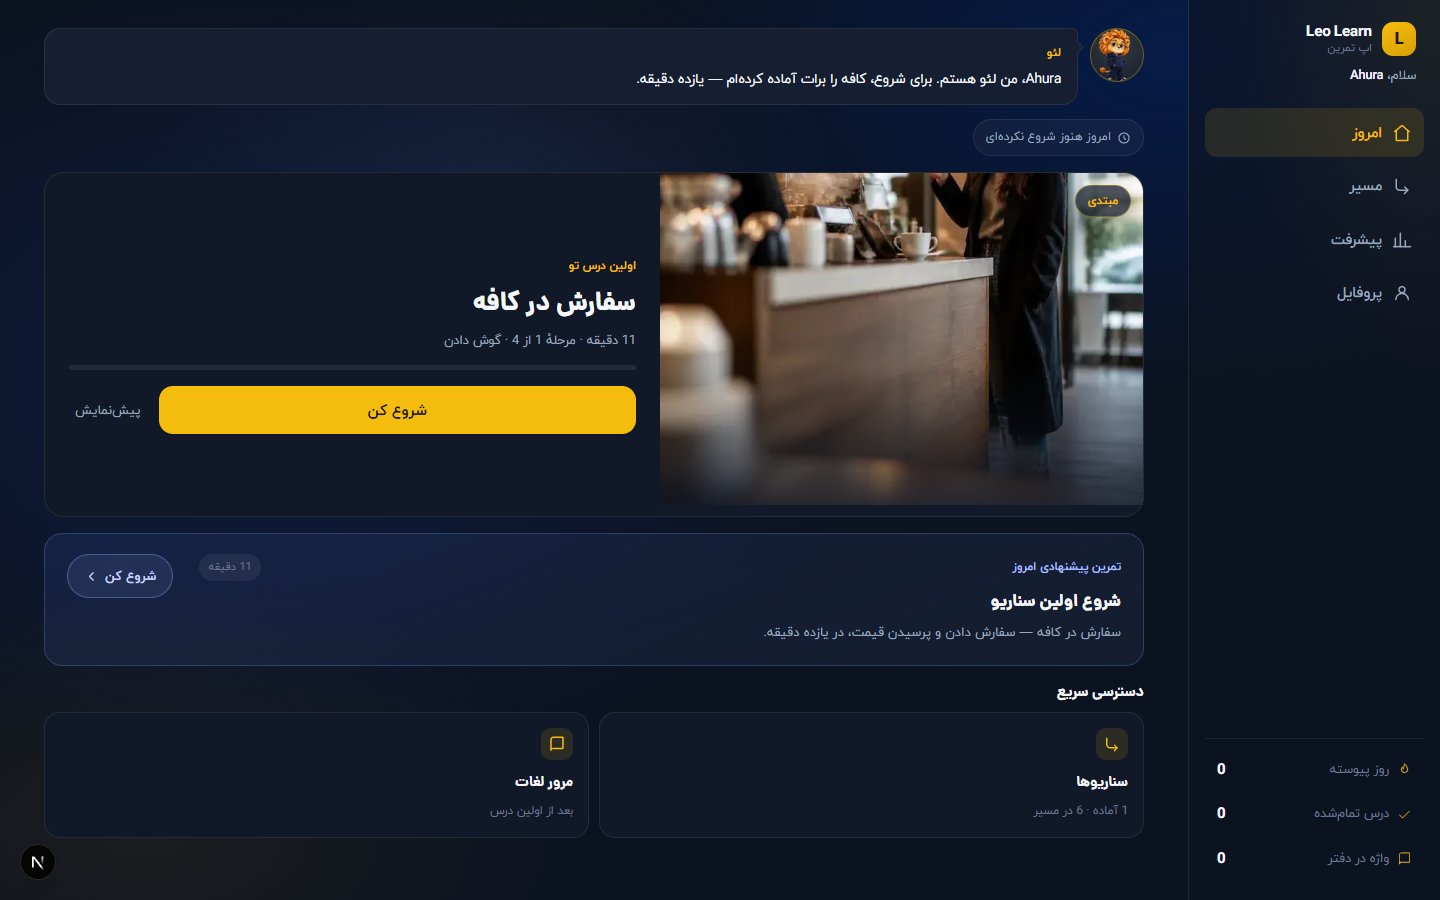 Leo Learn
اپ تمرین
سلام، Ahura
امروز
مسیر
پیشرفت
پروفایل
روز پیوسته
0
درس تمام‌شده
0
واژه در دفتر
0
لئو
Ahura، من لئو هستم. برای شروع، کافه را برات آماده کرده‌ام — یازده دقیقه.
امروز هنوز شروع نکرده‌ای
مبتدی
اولین درس تو
سفارش در کافه
11 دقیقه · مرحلهٔ 1 از 4 · گوش دادن
شروع کن
پیش‌نمایش
تمرین پیشنهادی امروز
شروع اولین سناریو
سفارش در کافه — سفارش دادن و پرسیدن قیمت، در یازده دقیقه.
11 دقیقه
شروع کن
دسترسی سریع
سناریوها
1 آماده · 6 در مسیر
مرور لغات
بعد از اولین درس
L
N